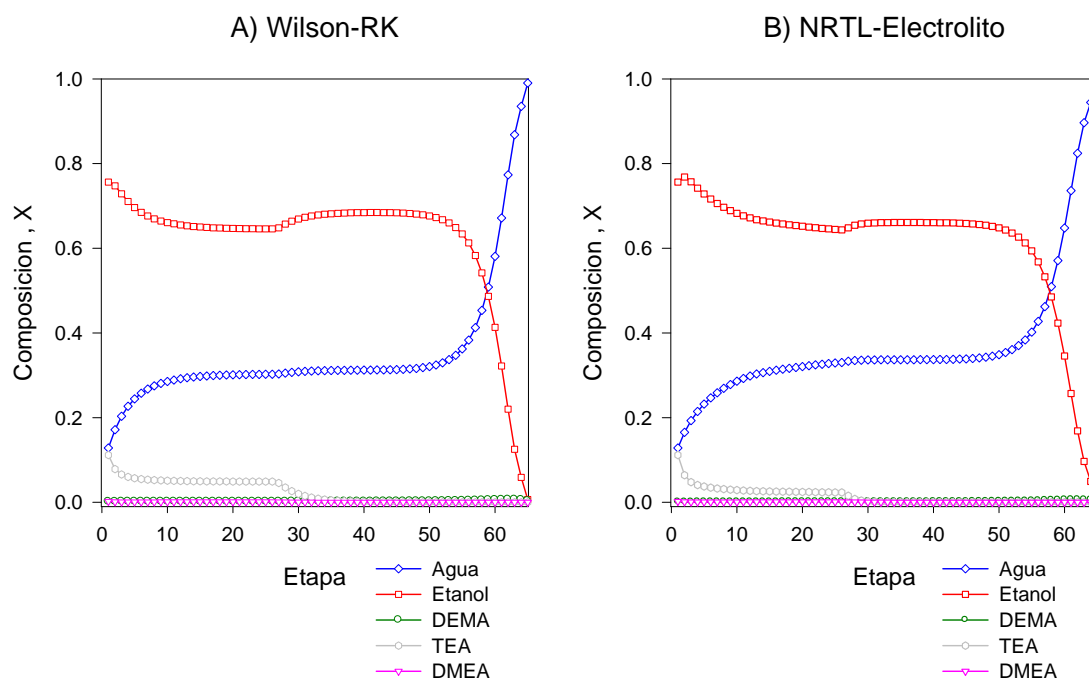 A) Wilson-RK
B) NRTL-Electrolito
Composicion , X
1.0
0.8
0.6
0.4
0.2
0.0
0 10 20 30 40 50 60
Etapa
Agua
Etanol
DEMA
TEA
DMEA
Composicion , X
1.0
0.8
0.6
0.4
0.2
0.0
0 10 20 30 40 50 60
Etapa
Agua
Etanol
DEMA
TEA
DMEA